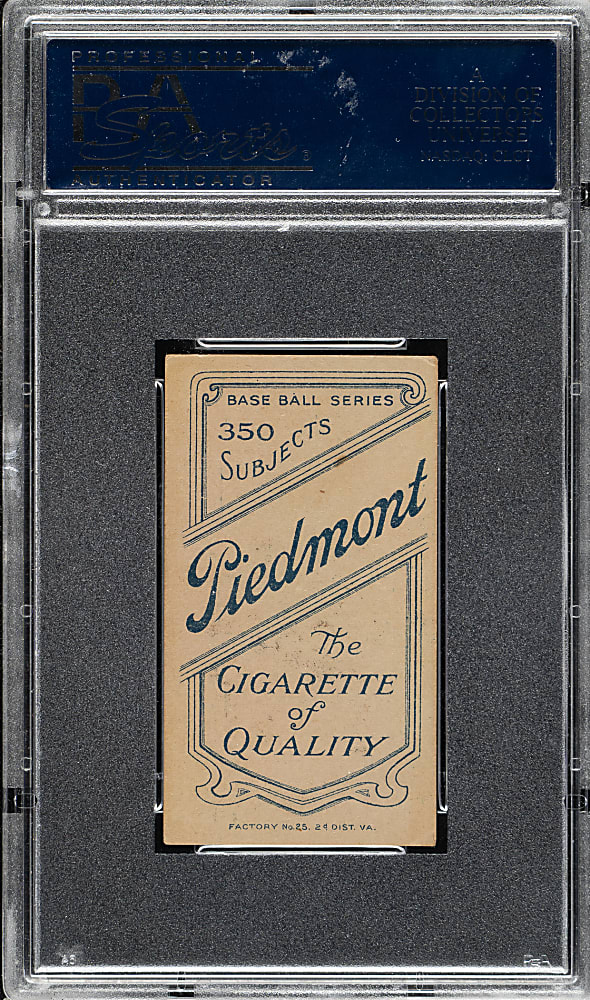 PROFESSIONAL
PSA
Sports
AUTHENTICATOR
A
DIVISION OF
COLLECTORS
UNIVERSE
NASDAQ: CLCT
BASE BALL SERIES
350
SUBJECTS
Piedmont
The
CIGARETTE
of
QUALITY
FACTORY No. 25. 2d DIST. VA.
PSA